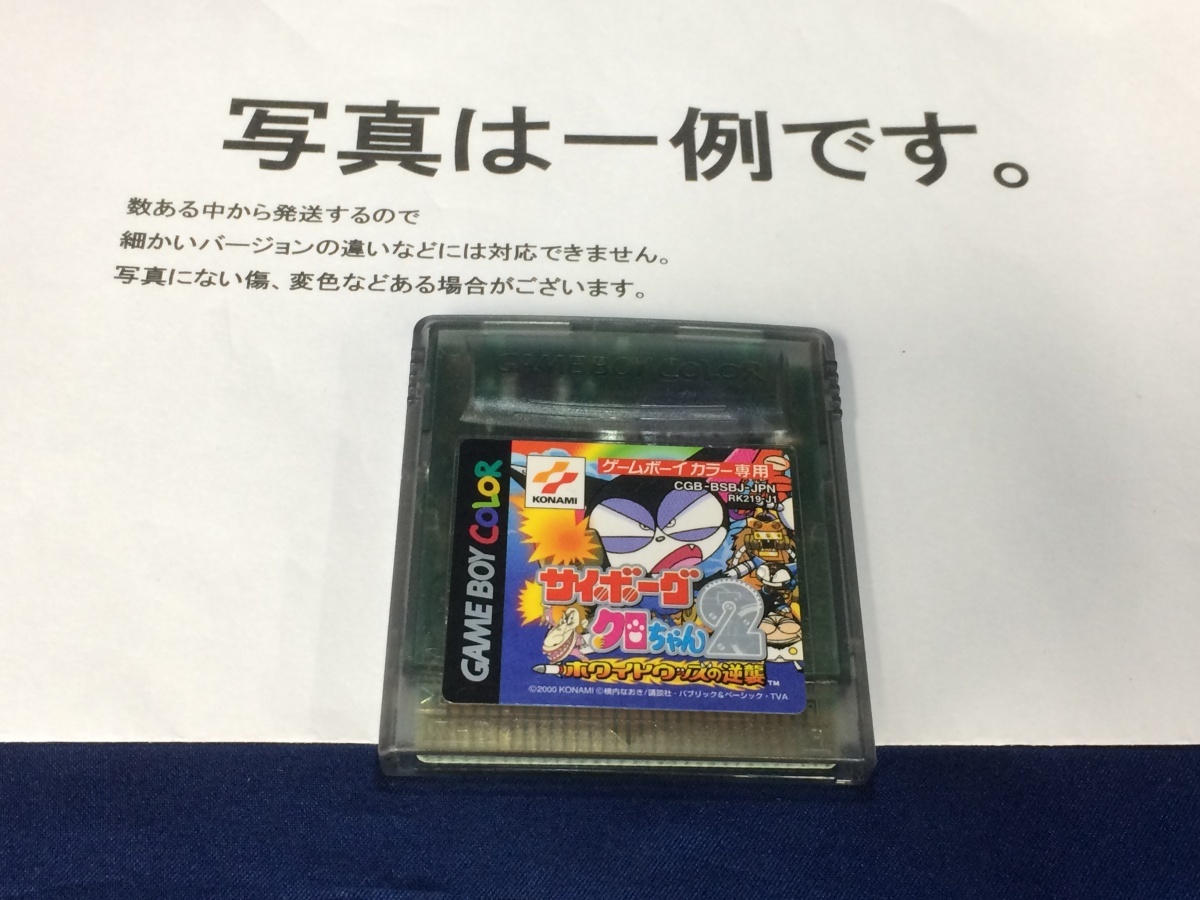 写真は一例です。
数ある中から発送するので
細かいバージョンの違いなどには対応できません。
写真にない傷、変色などある場合がございます。
GAME BOY COLOR
GAME BOY COLOR
KONAMI
ゲームボーイカラー専用
CGB-BSBJ-JPN
RK219-J1
サイボーグ
クロちゃん2
ホワイトウッズの逆襲™
©2000 KONAMI ©横内なおき/講談社・パブリック&ベーシック・TVA